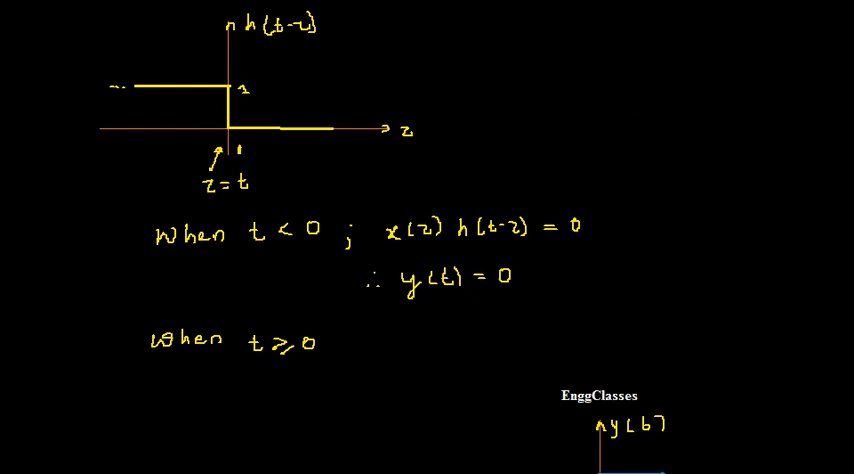 h(t-τ)
... 1
τ
τ = t
When t < 0 ; x(τ) h(t-τ) = 0
∴ y(t) = 0
When t ≥ 0
EnggClasses
y(t)